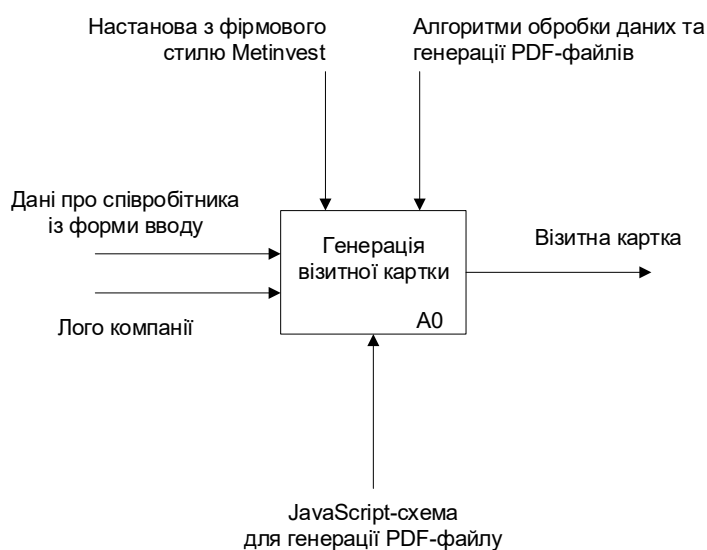 Настанова з фірмового
стилю Metinvest
Алгоритми обробки даних та
генерації PDF-файлів
Дані про співробітника
із форми вводу
Лого компанії
Генерація
візитної картки
A0
Візитна картка
JavaScript-схема
для генерації PDF-файлу